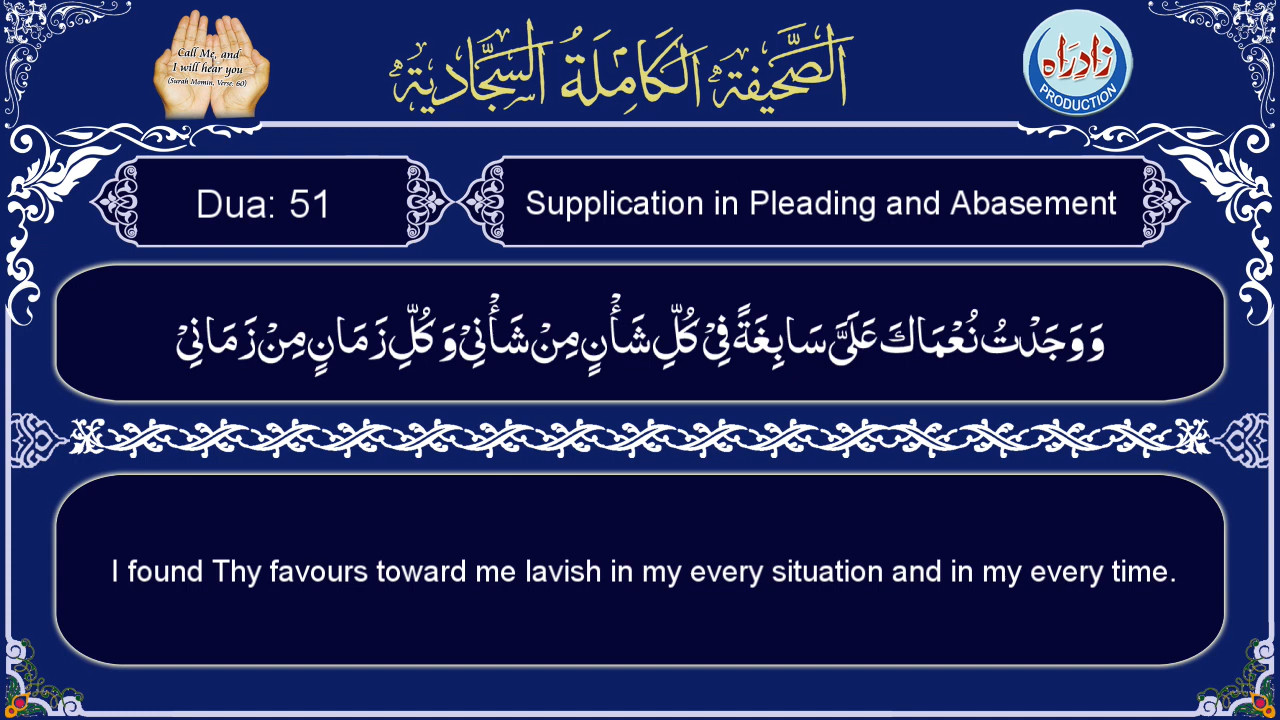 Call Me, and
I will hear you
(Surah Momin, Verse. 60)
الصَّحِيفَةُ الكَامِلَةُ السَّجَّادِيَّةُ
زادِرَاہ
PRODUCTION
Dua: 51
Supplication in Pleading and Abasement
وَ وَجَدْتُ نُعْمَاكَ عَلَيَّ سَابِغَةً فِيْ كُلِّ شَأْنٍ مِنْ شَأْنِيْ وَ كُلِّ زَمَانٍ مِنْ زَمَانِيْ
I found Thy favours toward me lavish in my every situation and in my every time.